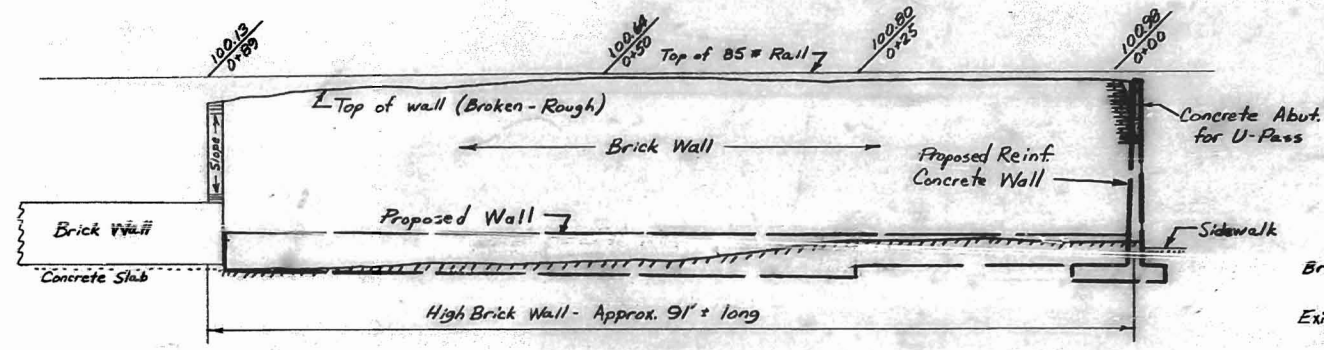 100.13
0+89
100.64
0+50
100.80
0+25
100.98
0+00
Top of 85 # Rail
Top of wall (Broken - Rough)
Concrete Abut.
for U-Pass
Slope
Brick Wall
Proposed Reinf.
Concrete Wall
Proposed Wall
Brick Wall
Sidewalk
Concrete Slab
High Brick Wall - Approx. 91' ± long
Br
Exi